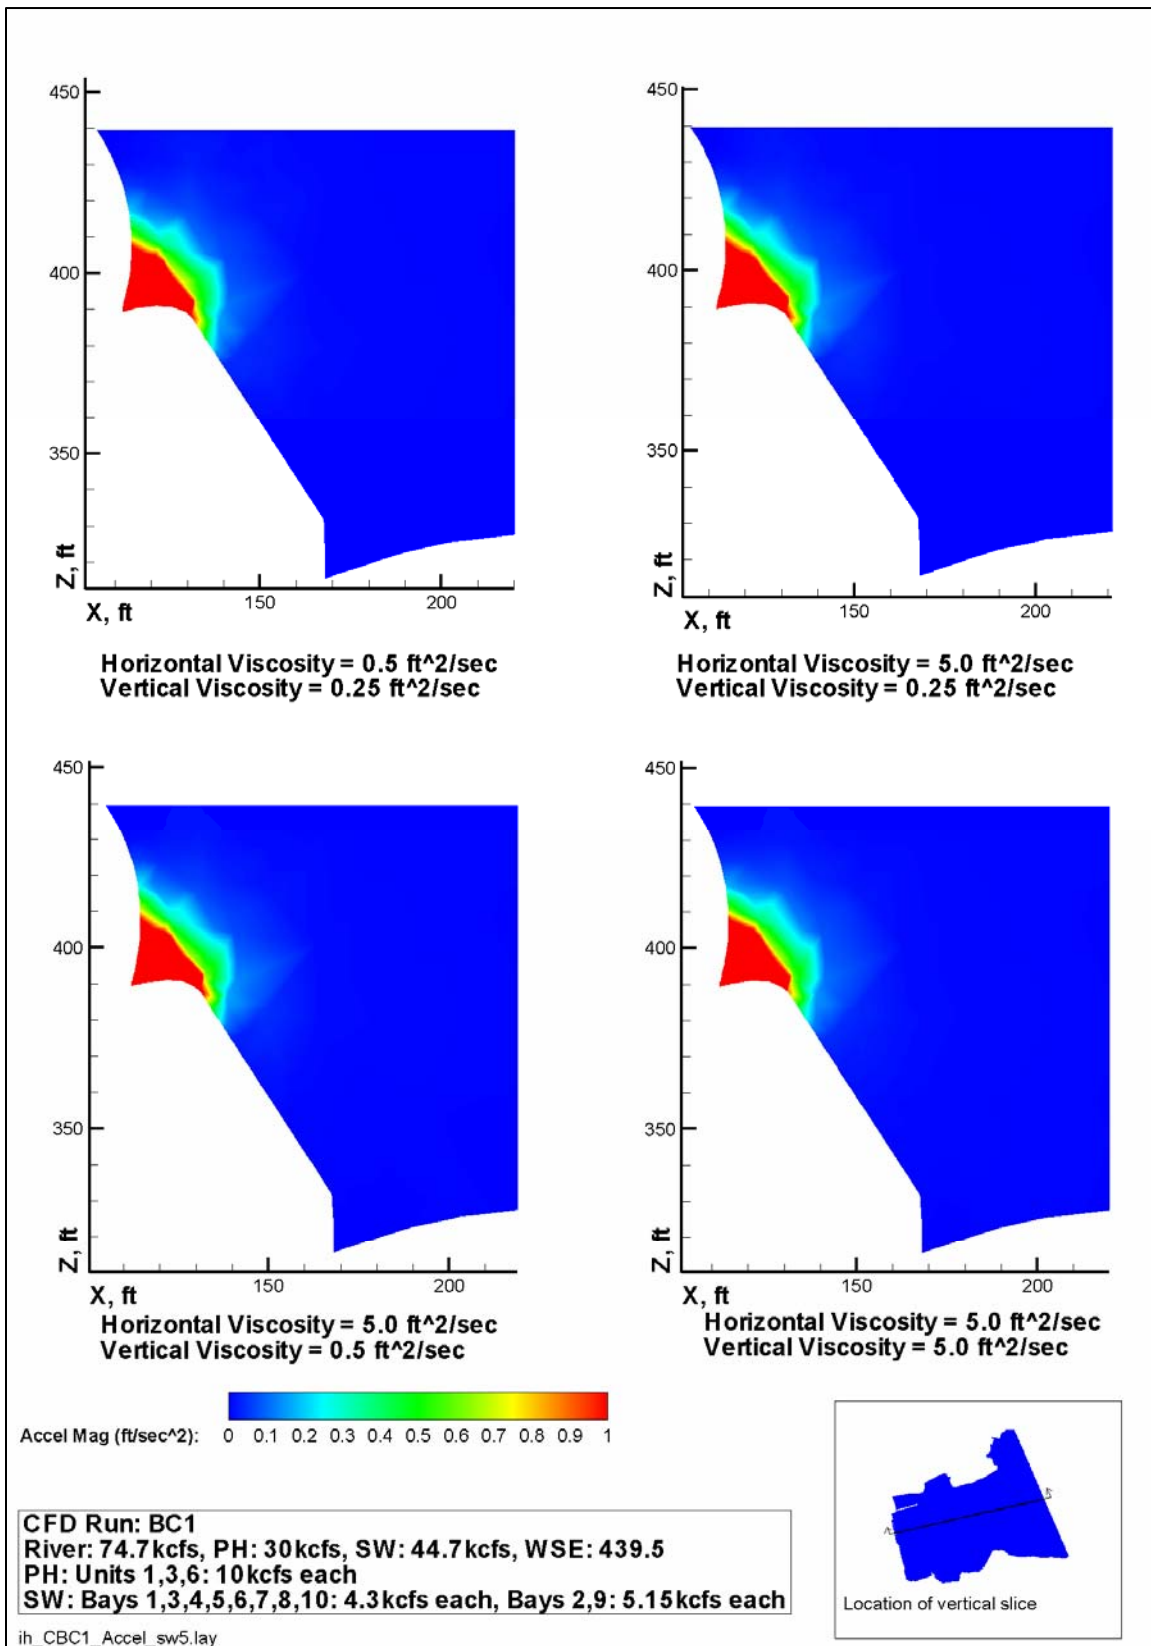 450
400
350
Z, ft
150
200
X, ft
Horizontal Viscosity = 0.5 ft^2/sec
Vertical Viscosity = 0.25 ft^2/sec
450
400
350
Z, ft
150
200
X, ft
Horizontal Viscosity = 5.0 ft^2/sec
Vertical Viscosity = 0.25 ft^2/sec
450
400
350
Z, ft
150
200
X, ft
Horizontal Viscosity = 5.0 ft^2/sec
Vertical Viscosity = 0.5 ft^2/sec
450
400
350
Z, ft
150
200
X, ft
Horizontal Viscosity = 5.0 ft^2/sec
Vertical Viscosity = 5.0 ft^2/sec
Accel Mag (ft/sec^2): 0 0.1 0.2 0.3 0.4 0.5 0.6 0.7 0.8 0.9 1
CFD Run: BC1
River: 74.7kcfs, PH: 30kcfs, SW: 44.7kcfs, WSE: 439.5
PH: Units 1,3,6: 10kcfs each
SW: Bays 1,3,4,5,6,7,8,10: 4.3kcfs each, Bays 2,9: 5.15kcfs each
Location of vertical slice
ih_CBC1_Accel_sw5.lay